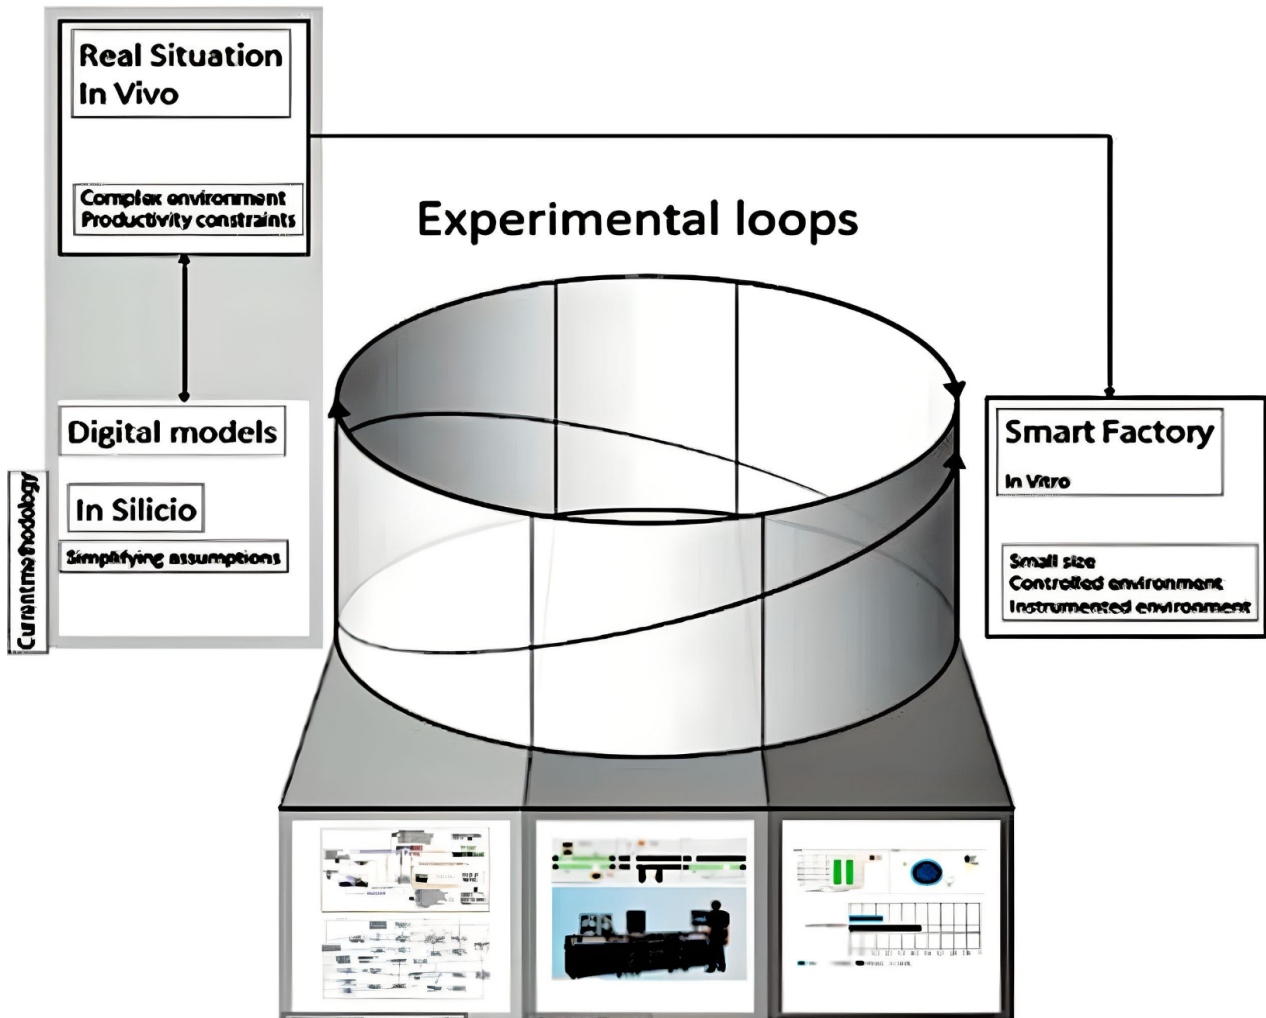 Real Situation
In Vivo
Complex environment
Productivity constraints
Experimental loops
Digital models
In Silicio
Simplifying assumptions
Current methodology
Smart Factory
In Vitro
Small size
Controlled environment
Instrumented environment